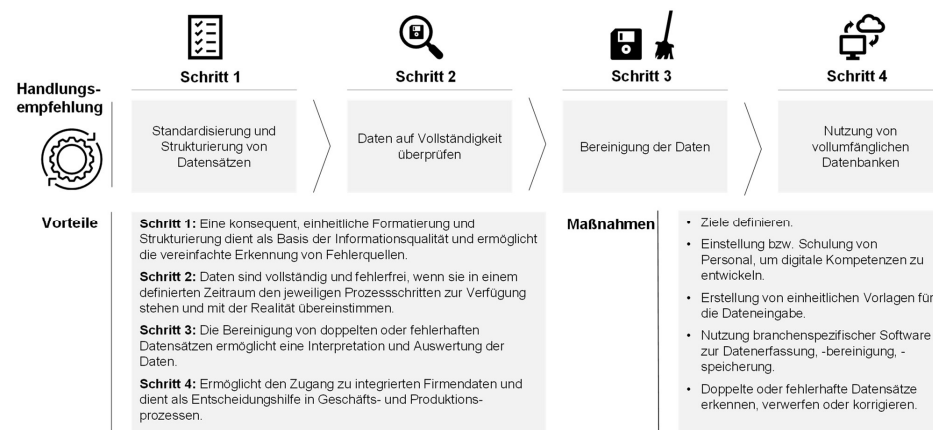 Schritt 1
Schritt 2
Schritt 3
Schritt 4
Handlungs-
empfehlung
Standardisierung und
Strukturierung von
Datensätzen
Daten auf Vollständigkeit
überprüfen
Bereinigung der Daten
Nutzung von
vollumfänglichen
Datenbanken
Vorteile
Schritt 1: Eine konsequent, einheitliche Formatierung und
Strukturierung dient als Basis der Informationsqualität und ermöglicht
die vereinfachte Erkennung von Fehlerquellen.
Schritt 2: Daten sind vollständig und fehlerfrei, wenn sie in einem
definierten Zeitraum den jeweiligen Prozessschritten zur Verfügung
stehen und mit der Realität übereinstimmen.
Schritt 3: Die Bereinigung von doppelten oder fehlerhaften
Datensätzen ermöglicht eine Interpretation und Auswertung der
Daten.
Schritt 4: Ermöglicht den Zugang zu integrierten Firmendaten und
dient als Entscheidungshilfe in Geschäfts- und Produktions-
prozessen.
Maßnahmen
• Ziele definieren.
• Einstellung bzw. Schulung von
Personal, um digitale Kompetenzen zu
entwickeln.
• Erstellung von einheitlichen Vorlagen für
die Dateneingabe.
• Nutzung branchenspezifischer Software
zur Datenerfassung, -bereinigung, -
speicherung.
• Doppelte oder fehlerhafte Datensätze
erkennen, verwerfen oder korrigieren.